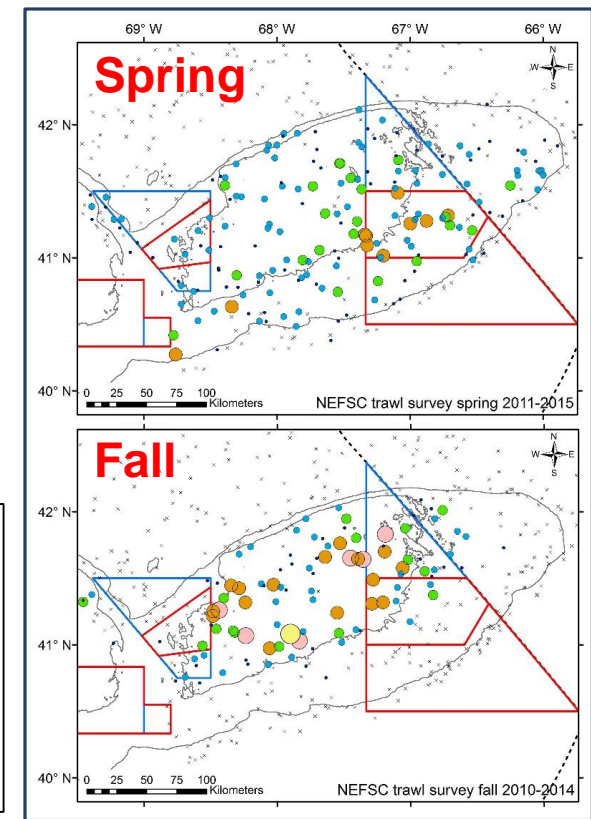 69° W 68° W 67° W 66° W
Spring
N
W E
S
42° N
41° N
40° N
0 25 50 75 100
Kilometers
NEFSC trawl survey spring 2011-2015
Fall
N
W E
S
42° N
41° N
40° N
0 25 50 75 100
Kilometers
NEFSC trawl survey fall 2010-2014